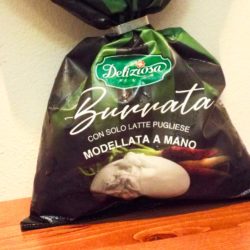 Deliziosa
Burrata
CON SOLO LATTE PUGLIESE
MODELLATA A MANO